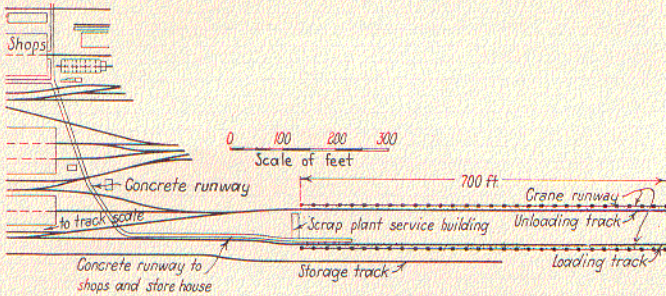 Shops
0 100 200 300
Scale of feet
700 ft.
Concrete runway
Crane runway
to track scale
Scrap plant service building
Unloading track
Concrete runway to
shops and store house
Storage track
Loading track